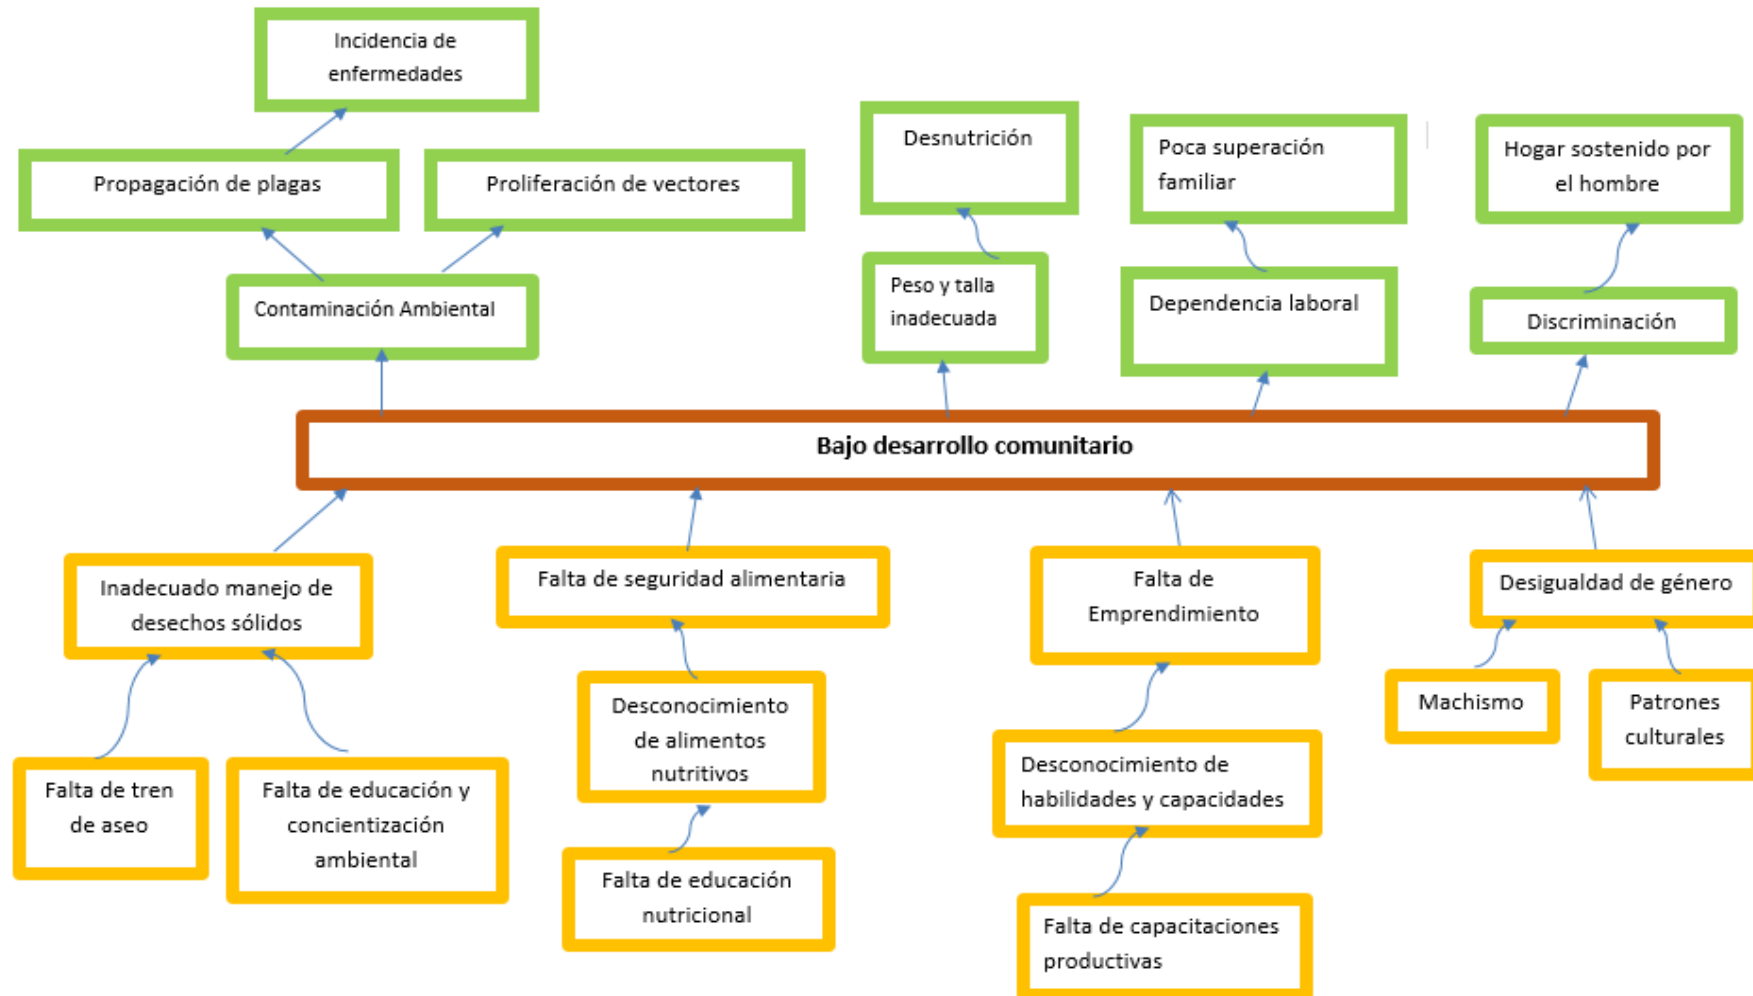 Incidencia de
enfermedades
Propagación de plagas
Proliferación de vectores
Contaminación Ambiental
Desnutrición
Peso y talla
inadecuada
Poca superación
familiar
Dependencia laboral
Hogar sostenido por
el hombre
Discriminación
Bajo desarrollo comunitario
Inadecuado manejo de
desechos sólidos
Falta de tren
de aseo
Falta de educación y
concientización
ambiental
Falta de seguridad alimentaria
Desconocimiento
de alimentos
nutritivos
Falta de educación
nutricional
Falta de
Emprendimiento
Desconocimiento de
habilidades y capacidades
Falta de capacitaciones
productivas
Desigualdad de género
Machismo
Patrones
culturales